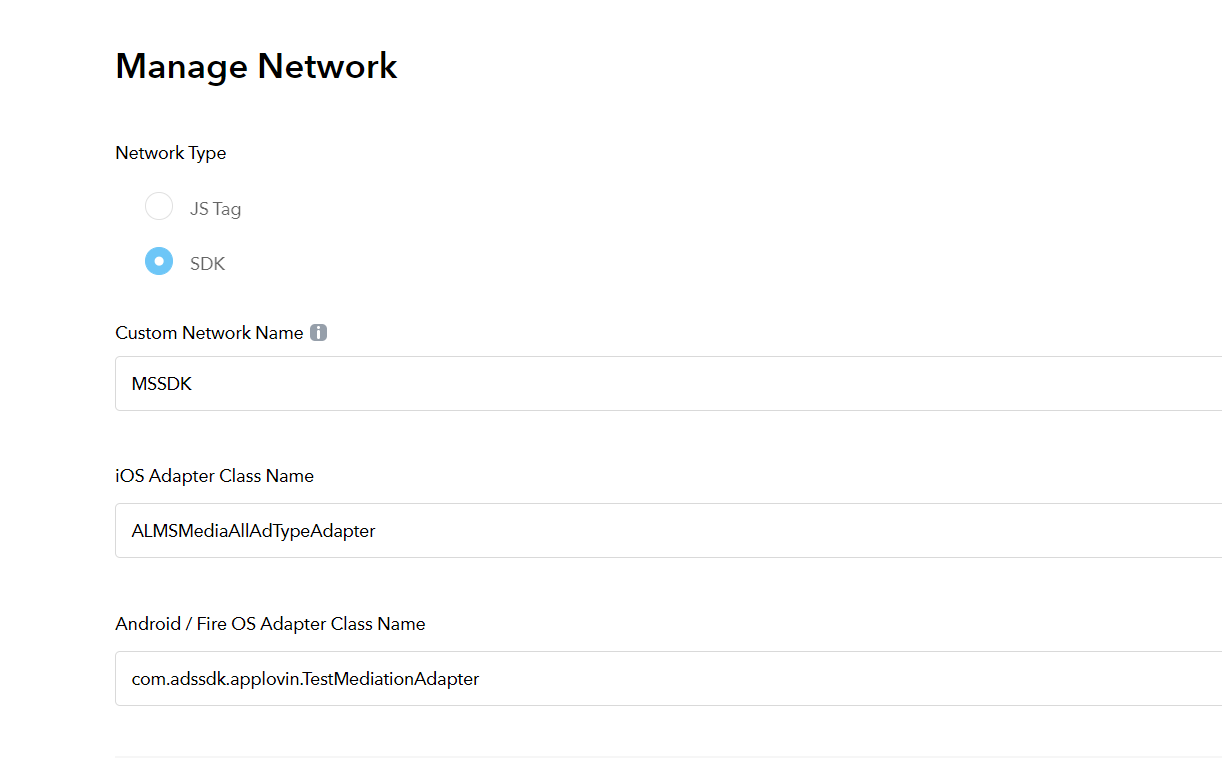 Manage Network
Network Type
JS Tag
SDK
Custom Network Name
MSSDK
iOS Adapter Class Name
ALMSMediaAllAdTypeAdapter
Android / Fire OS Adapter Class Name
com.adssdk.applovin.TestMediationAdapter